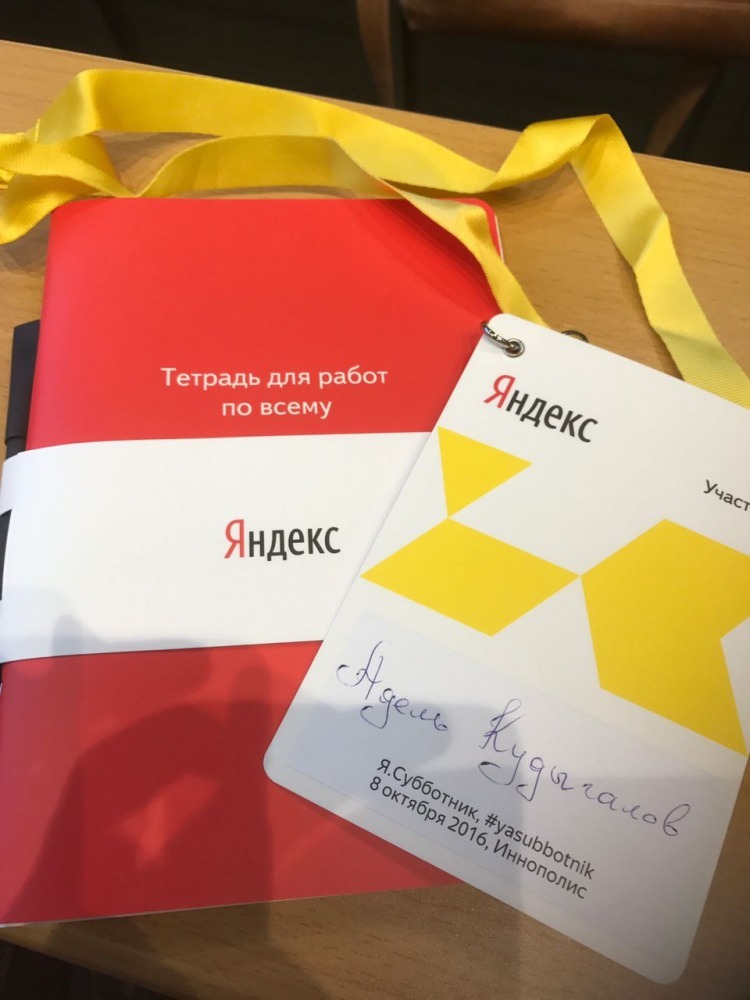 Тетрадь для работ
по всему
Яндекс
Яндекс
Участ
Адель Кудыгалов
Я.Субботник, #yasubbotnik
8 октября 2016, Иннополис